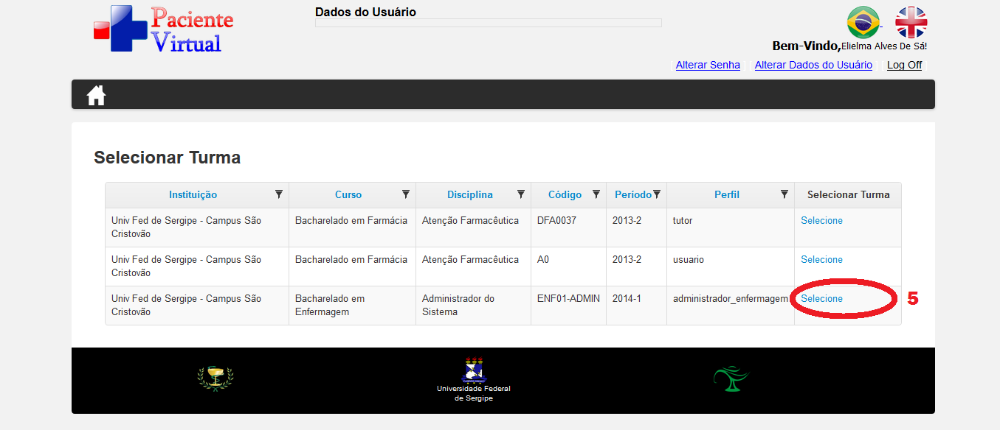 Paciente
Virtual
Dados do Usuário
Bem-Vindo,Elielma Alves De Sá!
Alterar Senha Alterar Dados do Usuário Log Off
Selecionar Turma
Instituição Curso Disciplina Código Período Perfil Selecionar Turma
Univ Fed de Sergipe - Campus São Bacharelado em Farmácia Atenção Farmacêutica DFA0037 2013-2 tutor Selecione
Cristovão
Univ Fed de Sergipe - Campus São Bacharelado em Farmácia Atenção Farmacêutica A0 2013-2 usuario Selecione
Cristovão
Univ Fed de Sergipe - Campus São Bacharelado em Administrador do ENF01-ADMIN 2014-1 administrador_enfermagem Selecione 5
Cristovão Enfermagem Sistema
Universidade Federal
de Sergipe